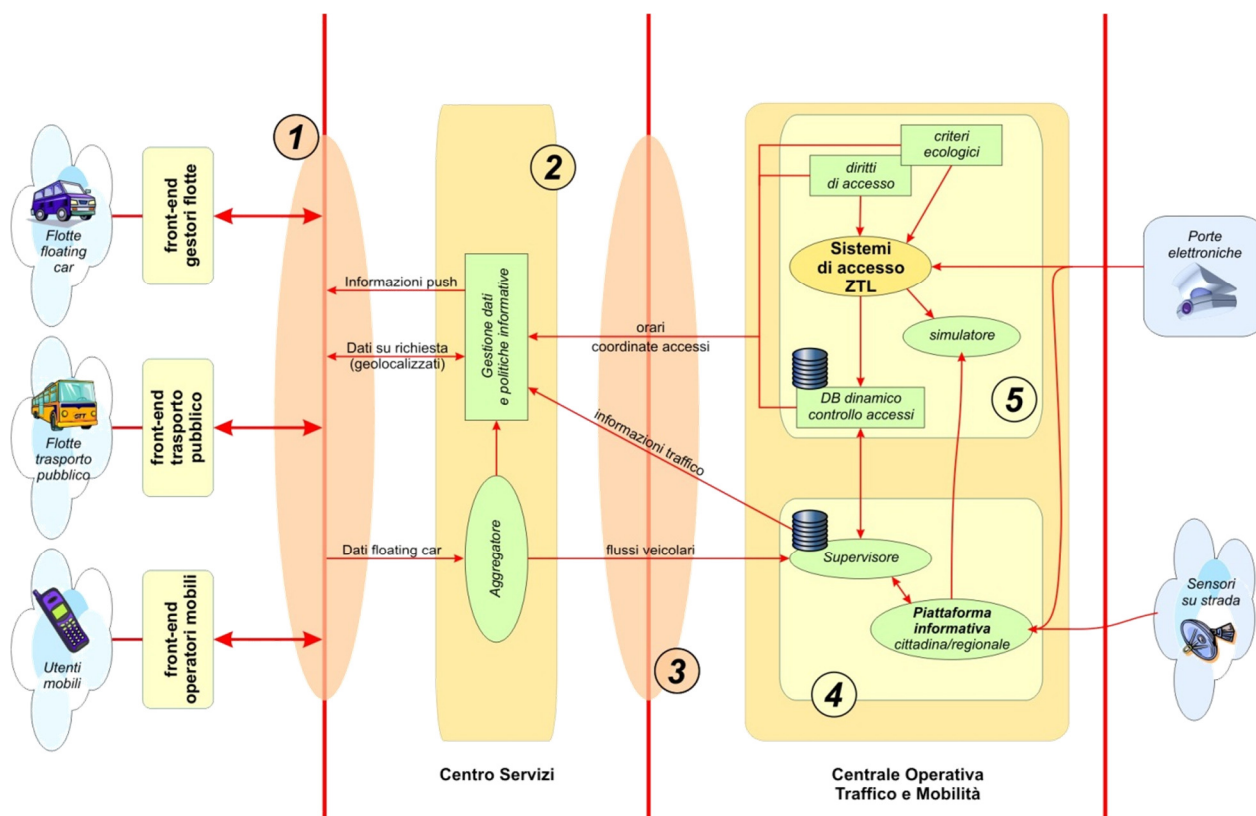 1
2
3
4
5
Flotte
floating
car
front-end
gestori flotte
Flotte
trasporto
pubblico
front-end
trasporto
pubblico
Utenti
mobili
front-end
operatori mobili
Informazioni push
Dati su richiesta
(geolocalizzati)
Dati floating car
Gestione dati
e politiche informative
Aggregatore
Centro Servizi
orari
coordinate accessi
informazioni traffico
flussi veicolari
criteri
ecologici
diritti
di accesso
Sistemi
di accesso
ZTL
simulatore
DB dinamico
controllo accessi
Supervisore
Piattaforma
informativa
cittadina/regionale
Centrale Operativa
Traffico e Mobilità
Porte
elettroniche
Sensori
su strada